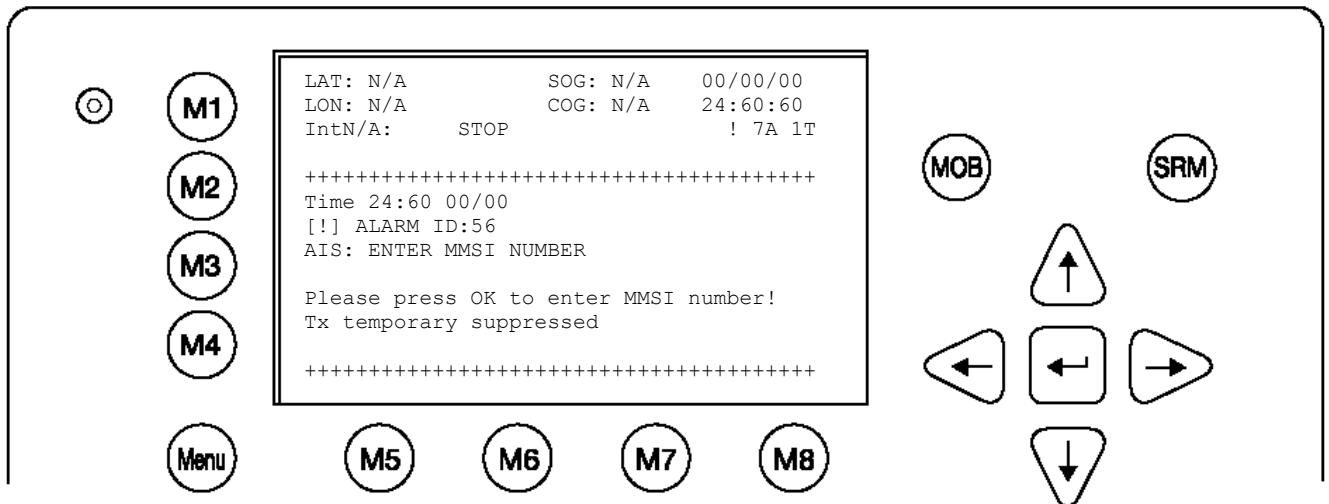 LAT: N/A SOG: N/A 00/00/00
M1 LON: N/A COG: N/A 24:60:60
IntN/A: STOP ! 7A 1T
M2 ++++++++++++++++++++++++++++++++++++++++ MOB SRM
Time 24:60 00/00
[!] ALARM ID:56
M3 AIS: ENTER MMSI NUMBER
Please press OK to enter MMSI number!
M4 Tx temporary suppressed
++++++++++++++++++++++++++++++++++++++++
Menu M5 M6 M7 M8